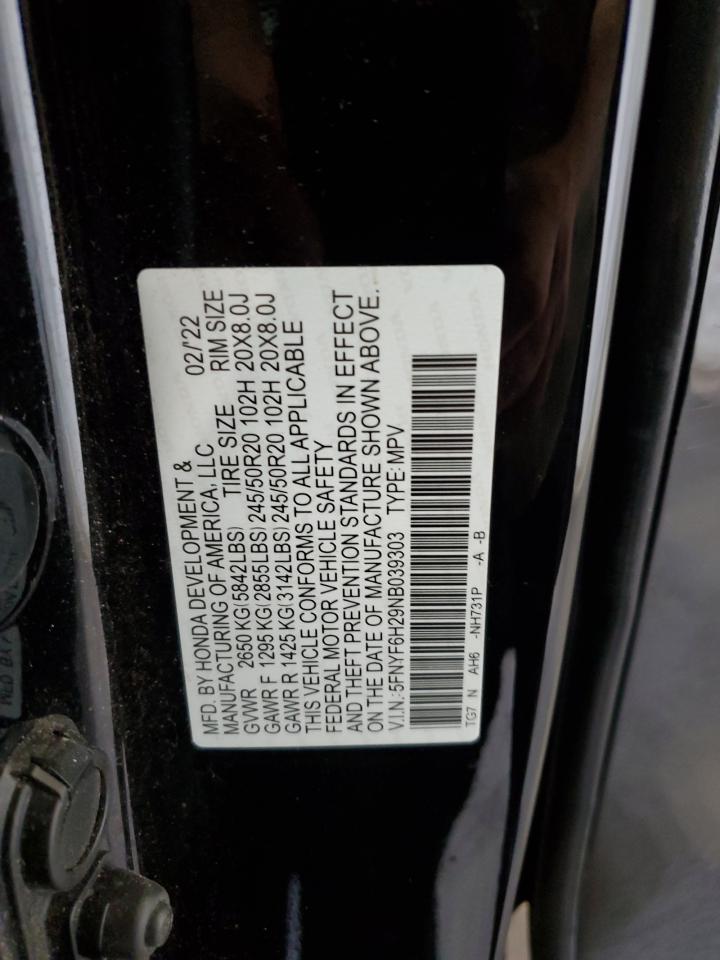 MFD. BY HONDA DEVELOPMENT &
MANUFACTURING OF AMERICA, LLC 02/'22
GVWR 2650 KG(5842LBS) TIRE SIZE RIM SIZE
GAWR F 1295 KG(2855LBS) 245/50R20 102H 20X8.0J
GAWR R 1425 KG(3142LBS) 245/50R20 102H 20X8.0J
THIS VEHICLE CONFORMS TO ALL APPLICABLE
FEDERAL MOTOR VEHICLE SAFETY
AND THEFT PREVENTION STANDARDS IN EFFECT
ON THE DATE OF MANUFACTURE SHOWN ABOVE.
V.I.N.:5FNYF6H29NB039303 TYPE:MPV
TG7 N AH6 -NH731P -A -B